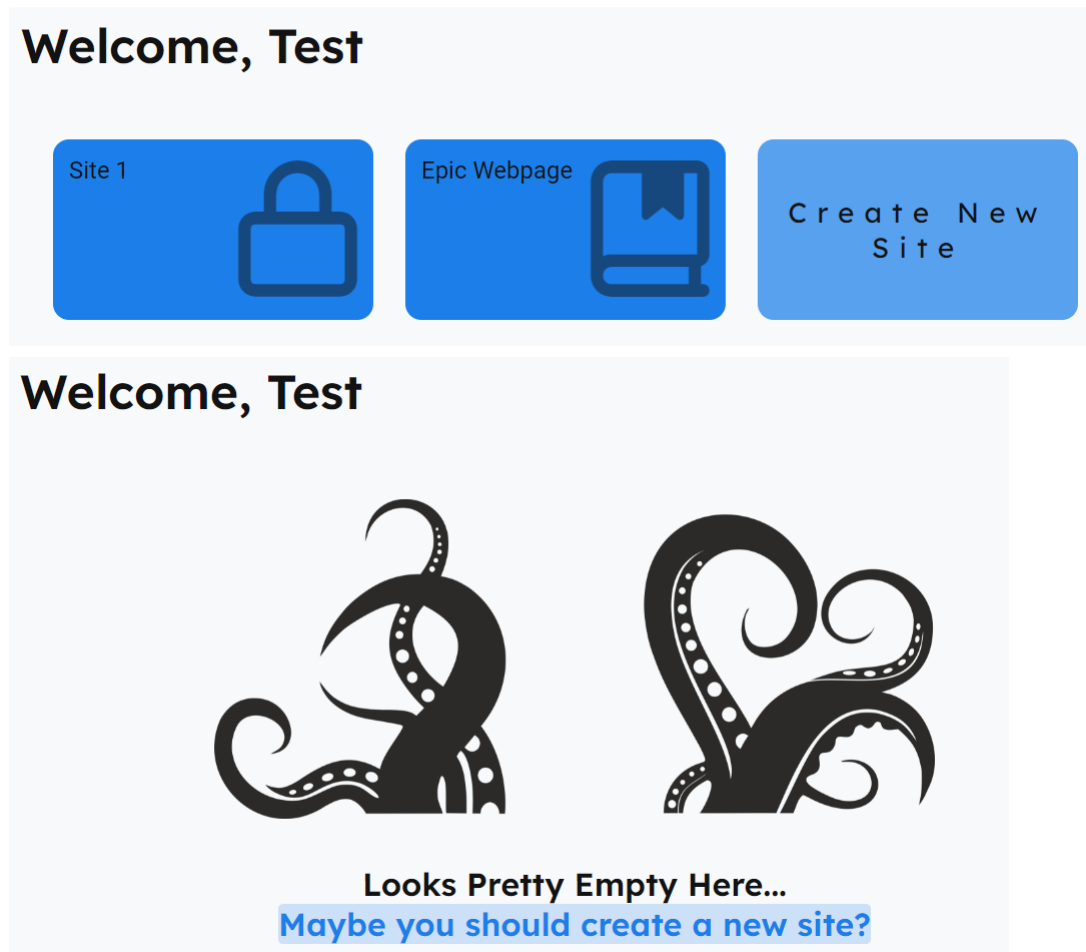 Welcome, Test
Site 1
Epic Webpage
Create New
Site
Welcome, Test
Looks Pretty Empty Here...
Maybe you should create a new site?